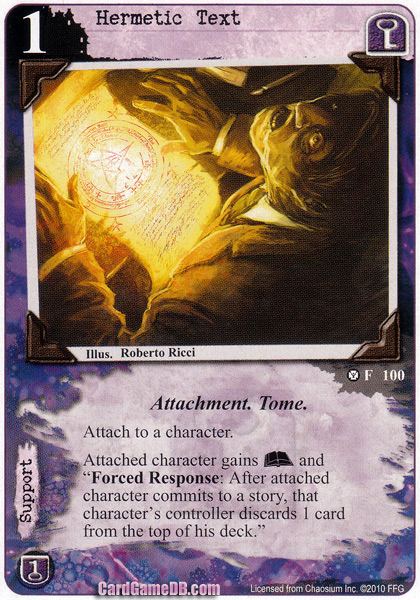 1
Hermetic Text
Illus. Roberto Ricci
F 100
Attachment. Tome.
Attach to a character.
Attached character gains and
“Forced Response: After attached
character commits to a story, that
character’s controller discards 1 card
from the top of his deck.”
Support
1
CardGameDB.com
Licensed from Chaosium Inc. ©2010 FFG